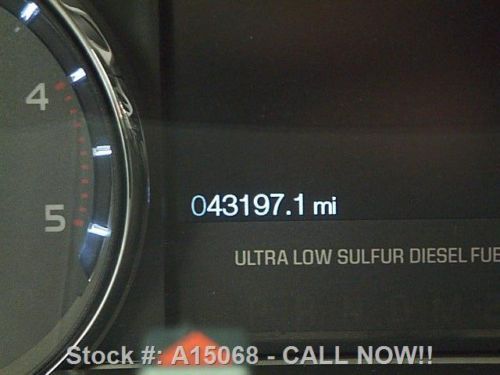 4
5
043197.1 mi
ULTRA LOW SULFUR DIESEL FUE
Stock #: A15068 - CALL NOW!!